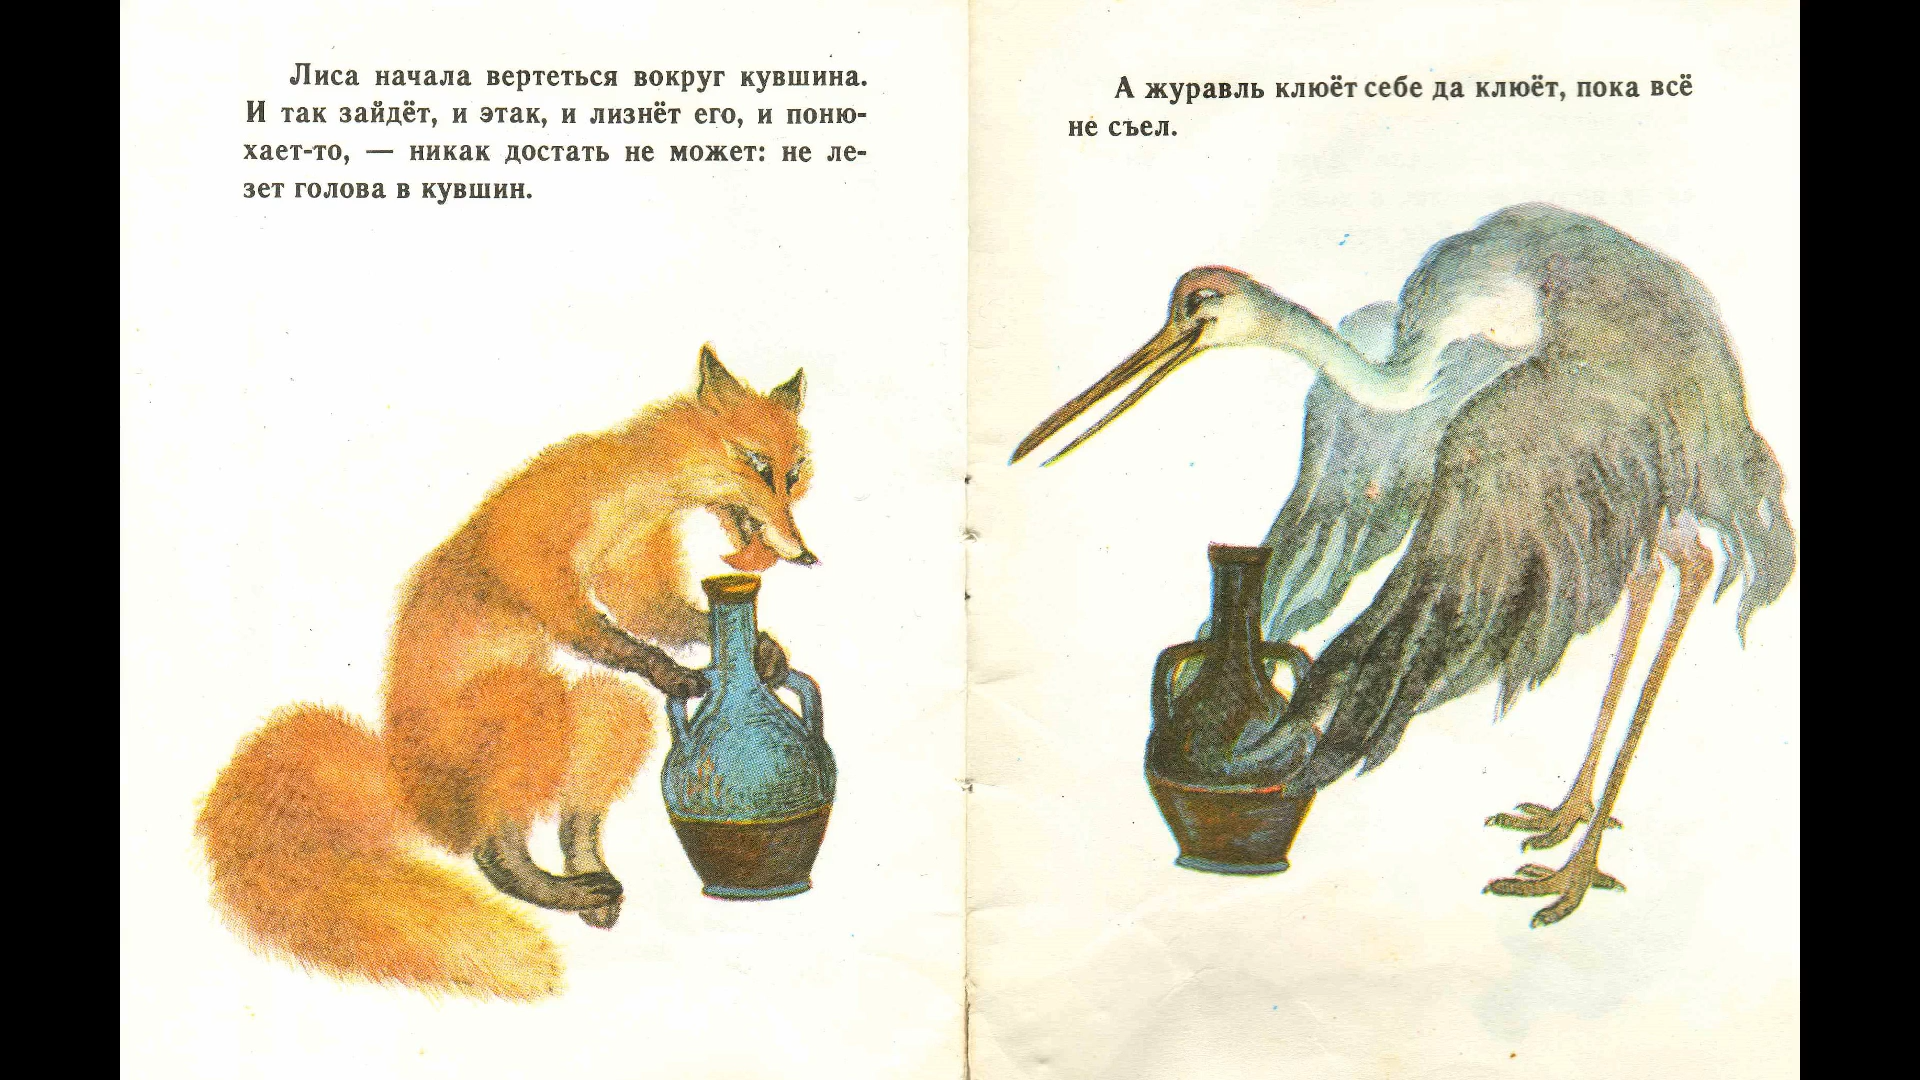 Лиса начала вертеться вокруг кувшина.
И так зайдёт, и этак, и лизнёт его, и поню-
хает-то, — никак достать не может: не ле-
зет голова в кувшин.
А журавль клюёт себе да клюёт, пока всё
не съел.